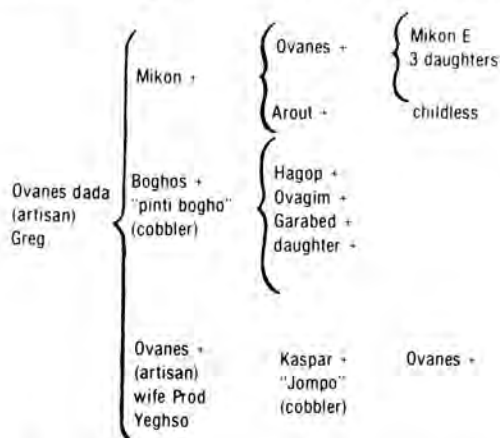 Ovanes dada
(artisan)
Greg
Mikon +
Ovanes +
Mikon E
3 daughters
Arout +
childless
Boghos +
"pinti bogho"
(cobbler)
Hagop +
Ovagim +
Garabed +
daughter +
Ovanes +
(artisan)
wife Prod
Yeghso
Kaspar +
"Jompo"
(cobbler)
Ovanes +